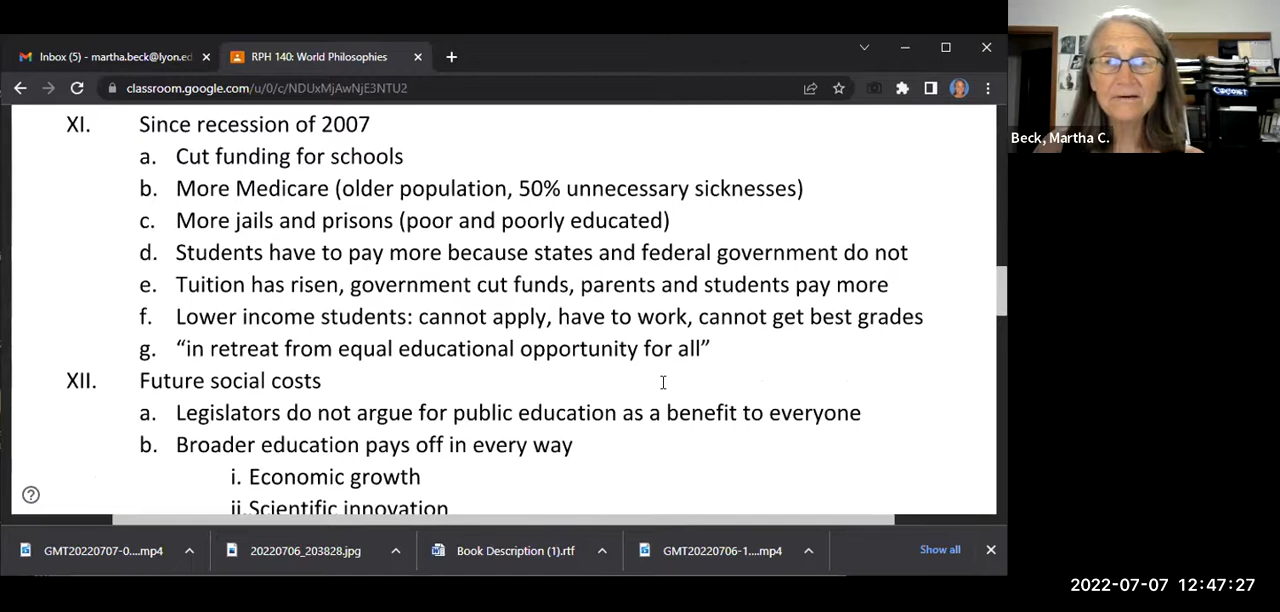 Inbox (5) - martha.beck@lyon.ed
RPH 140: World Philosophies
classroom.google.com/u/0/c/NDUxMjAwNjE3NTU2
XI. Since recession of 2007
a. Cut funding for schools
b. More Medicare (older population, 50% unnecessary sicknesses)
c. More jails and prisons (poor and poorly educated)
d. Students have to pay more because states and federal government do not
e. Tuition has risen, government cut funds, parents and students pay more
f. Lower income students: cannot apply, have to work, cannot get best grades
g. “in retreat from equal educational opportunity for all”
XII. Future social costs
a. Legislators do not argue for public education as a benefit to everyone
b. Broader education pays off in every way
i. Economic growth
ii. Scientific innovation
GMT20220707-0....mp4
20220706_203828.jpg
Book Description (1).rtf
GMT20220706-1....mp4
Show all
Beck, Martha C.
2022-07-07 12:47:27